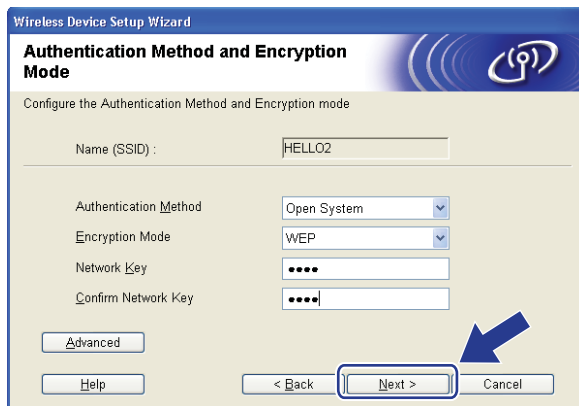 Wireless Device Setup Wizard
Authentication Method and Encryption
Mode
Configure the Authentication Method and Encryption mode
Name (SSID) : HELLO2
Authentication Method Open System
Encryption Mode WEP
Network Key ●●●●
Confirm Network Key ●●●●
Advanced
Help < Back Next > Cancel